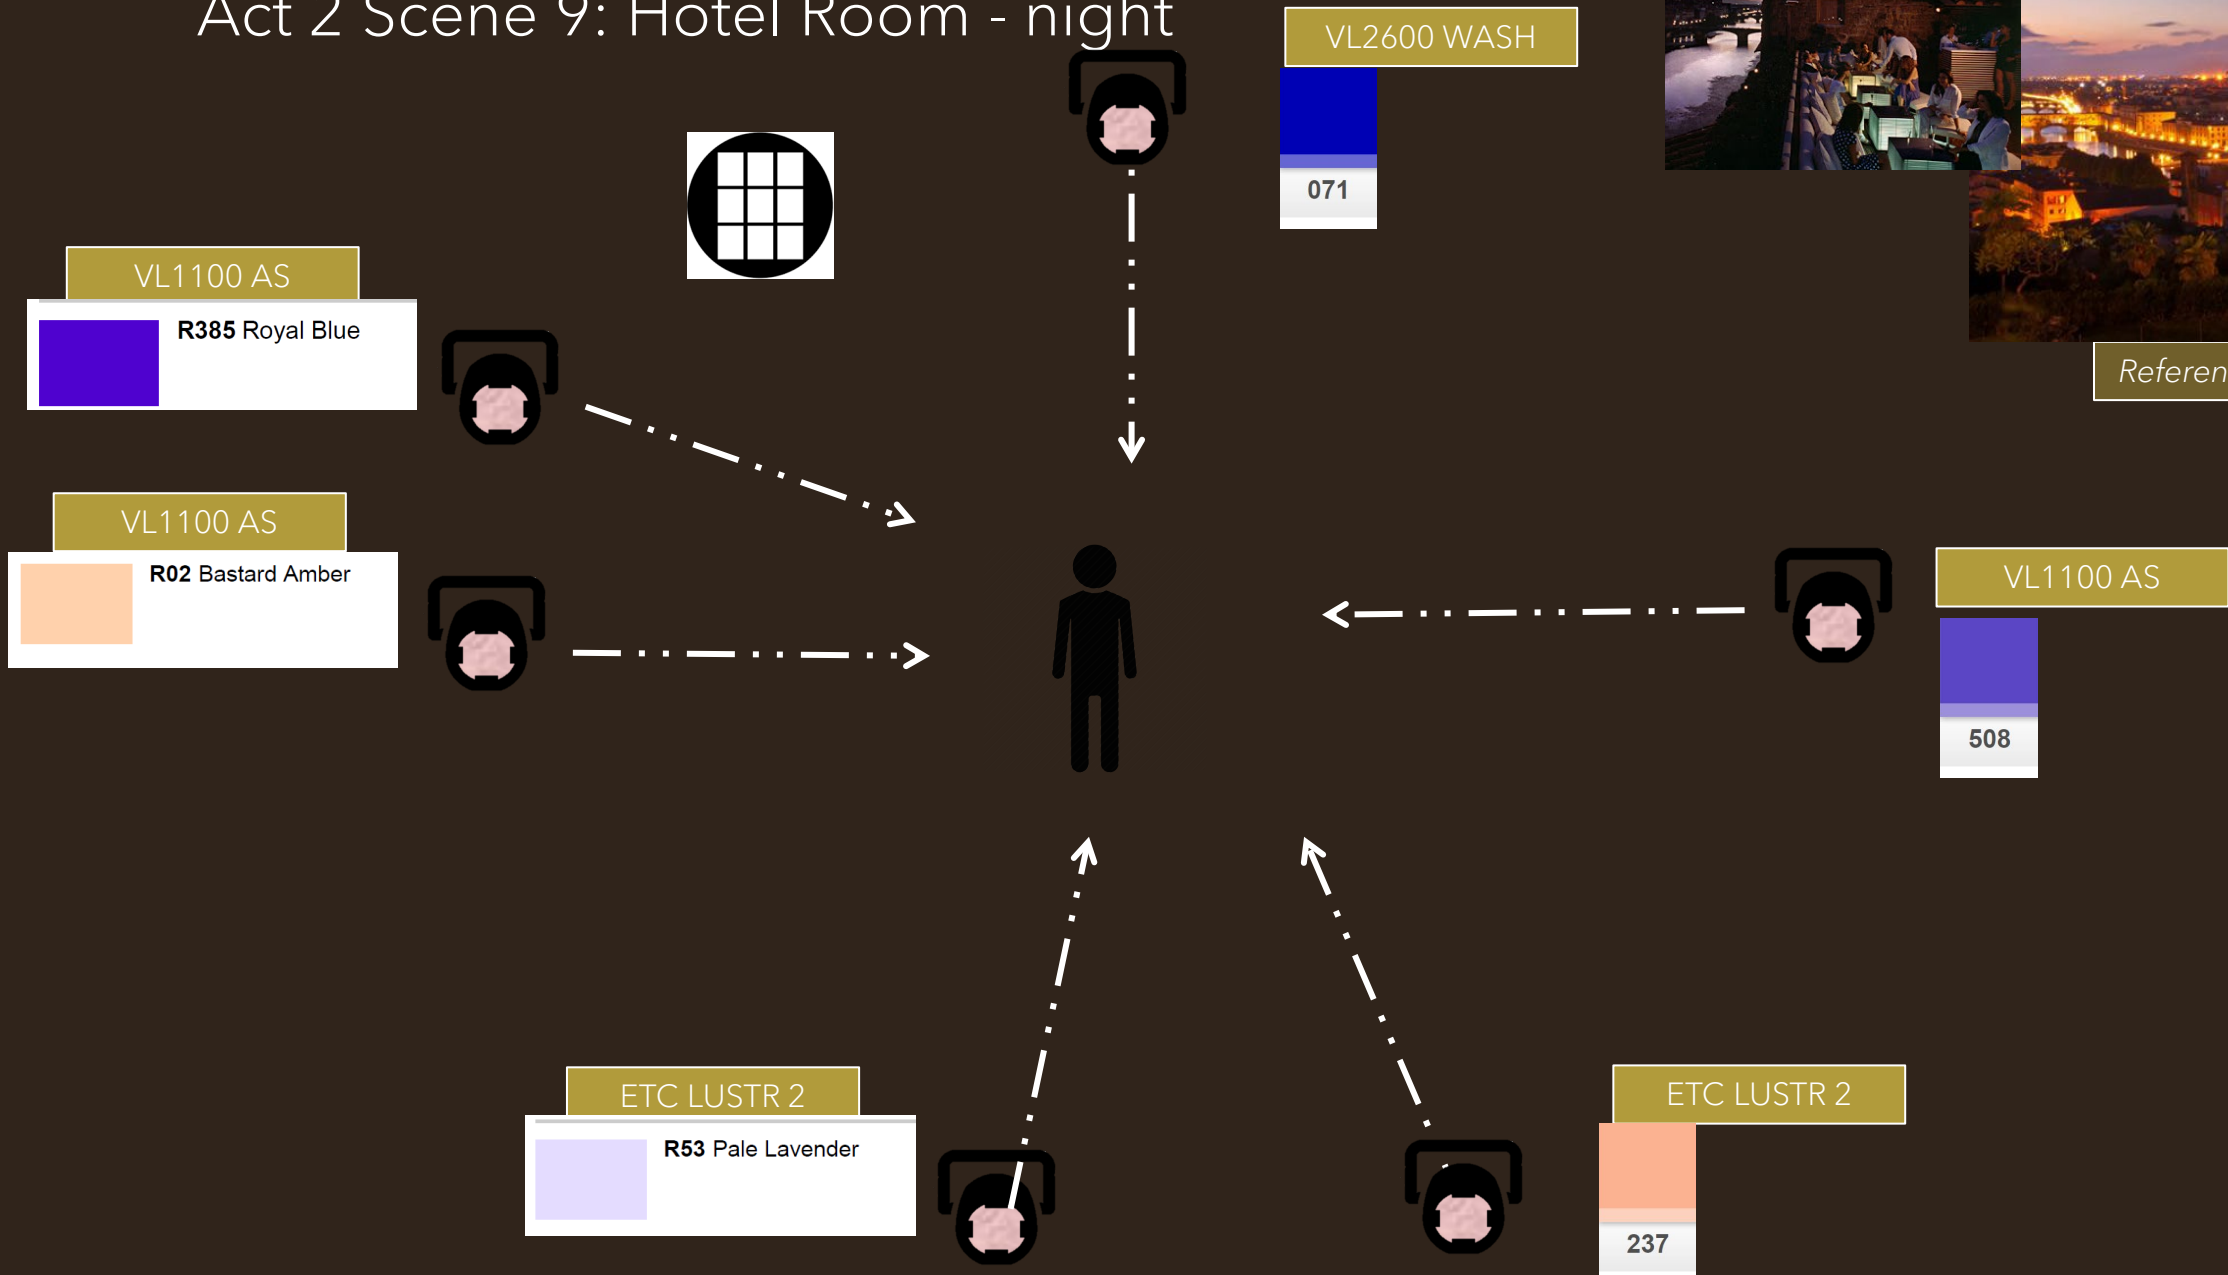 Act 2 Scene 9: Hotel Room - night
VL2600 WASH
071
VL1100 AS
R385 Royal Blue
VL1100 AS
R02 Bastard Amber
VL1100 AS
508
ETC LUSTR 2
R53 Pale Lavender
ETC LUSTR 2
237